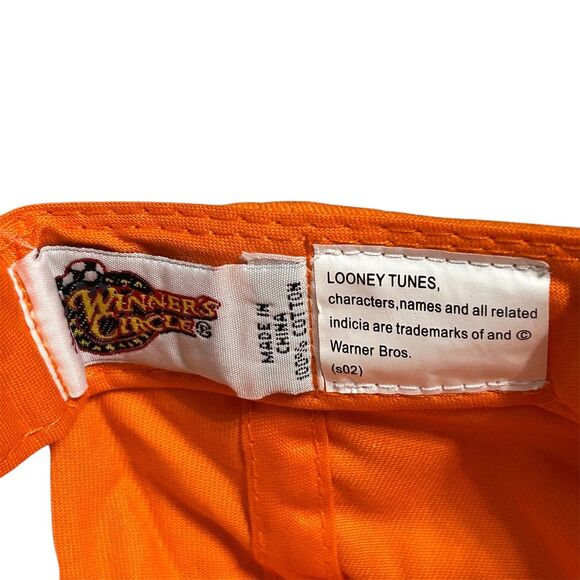 WINNER'S
CIRCLE
MADE IN
CHINA
100% COTTON
LOONEY TUNES,
characters,names and all related
indicia are trademarks of and ©
Warner Bros.
(s02)